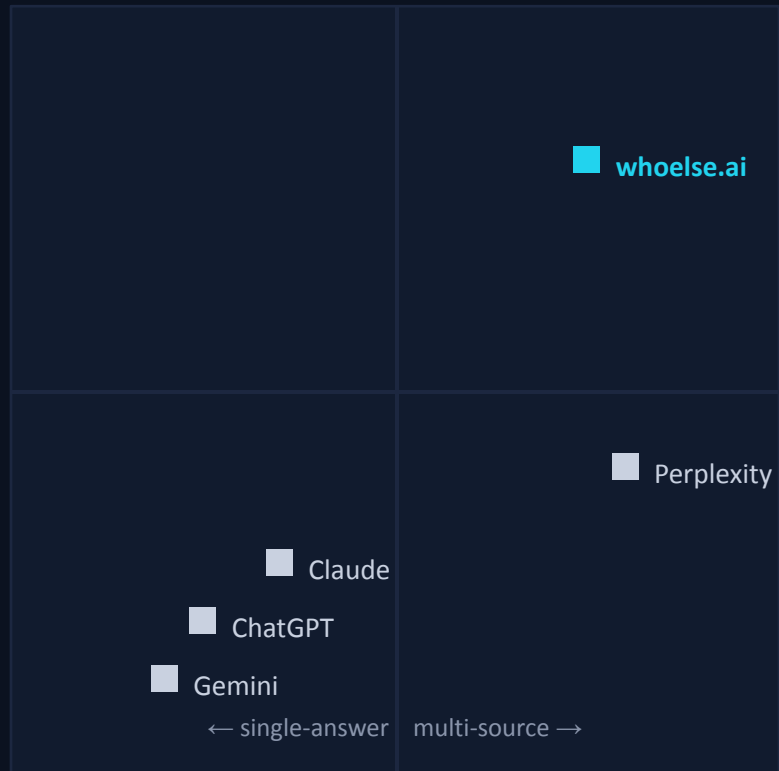 whoelse.ai
Perplexity
Claude
ChatGPT
Gemini
← single-answer
multi-source →